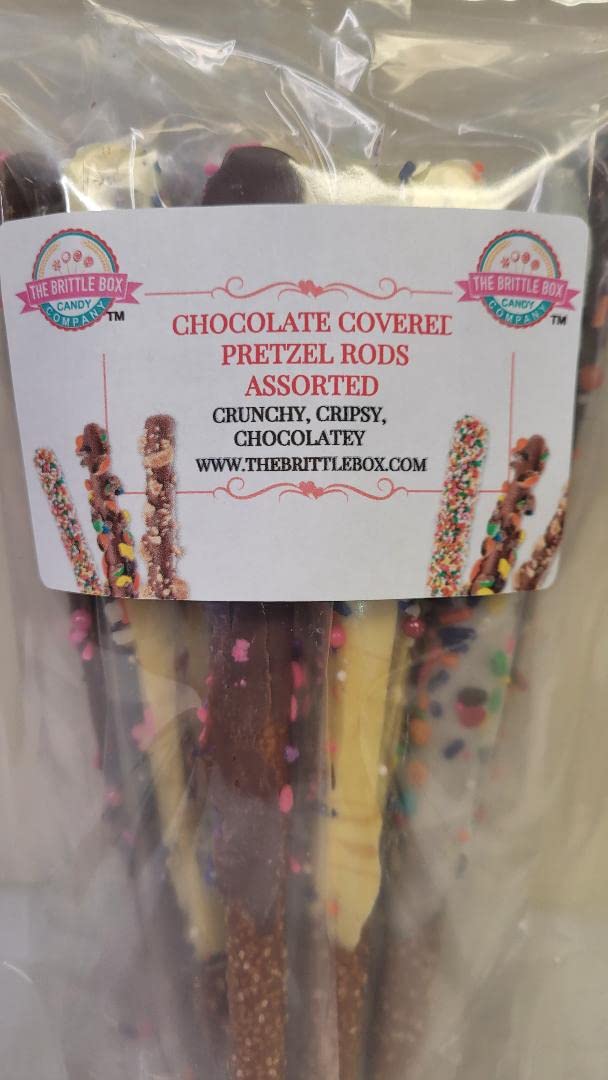 THE BRITTLE BOX
CANDY
COMPANY
TM
THE BRITTLE BOX
CANDY
COMPANY
TM
CHOCOLATE COVERED
PRETZEL RODS
ASSORTED
CRUNCHY, CRIPSY,
CHOCOLATEY
WWW.THEBRITTLEBOX.COM